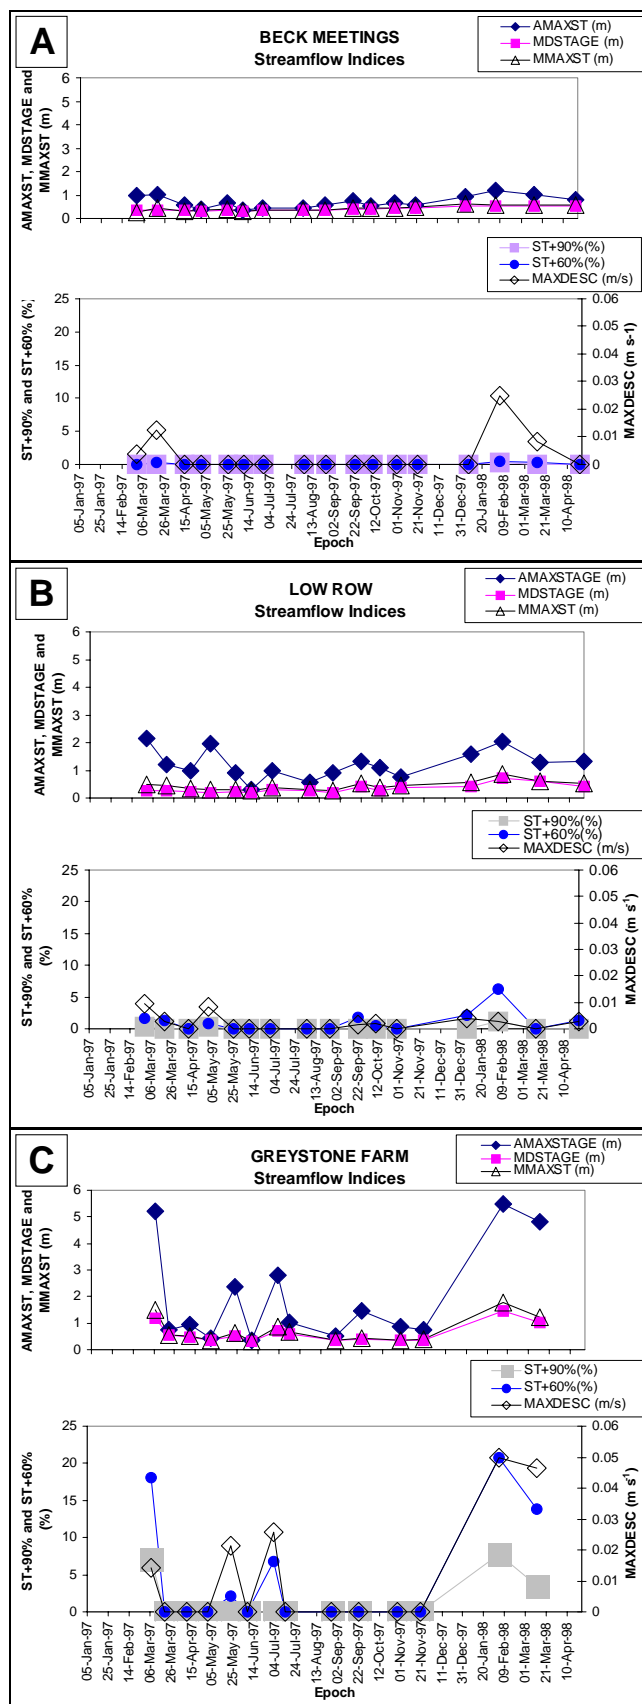 A
BECK MEETINGS
Streamflow Indices
AMAXST (m)
MDSTAGE (m)
MMAXST (m)
AMAXST, MDSTAGE and
MMAXST (m)
6
5
4
3
2
1
0
ST+90%(%)
ST+60%(%)
MAXDESC (m/s)
ST+90% and ST+60% (%)
25
20
15
10
5
0
0.06
0.05
0.04
0.03
0.02
0.01
0
MAXDESC (m s-1)
05-Jan-97
25-Jan-97
14-Feb-97
06-Mar-97
26-Mar-97
15-Apr-97
05-May-97
25-May-97
14-Jun-97
04-Jul-97
24-Jul-97
13-Aug-97
02-Sep-97
22-Sep-97
12-Oct-97
01-Nov-97
21-Nov-97
11-Dec-97
31-Dec-97
20-Jan-98
09-Feb-98
01-Mar-98
21-Mar-98
10-Apr-98
Epoch
B
LOW ROW
Streamflow Indices
AMAXSTAGE (m)
MDSTAGE (m)
MMAXST (m)
AMAXST, MDSTAGE and
MMAXST (m)
6
5
4
3
2
1
0
ST+90%(%)
ST+60%(%)
MAXDESC (m/s)
ST+90% and ST+60%
(%)
25
20
15
10
5
0
0.06
0.05
0.04
0.03
0.02
0.01
0
MAXDESC (m s-1)
05-Jan-97
25-Jan-97
14-Feb-97
06-Mar-97
26-Mar-97
15-Apr-97
05-May-97
25-May-97
14-Jun-97
04-Jul-97
24-Jul-97
13-Aug-97
02-Sep-97
22-Sep-97
12-Oct-97
01-Nov-97
21-Nov-97
11-Dec-97
31-Dec-97
20-Jan-98
09-Feb-98
01-Mar-98
21-Mar-98
10-Apr-98
Epoch
C
GREYSTONE FARM
Streamflow Indices
AMAXSTAGE (m)
MDSTAGE (m)
MMAXST (m)
AMAXST, MDSTAGE and
MMAXST (m)
6
5
4
3
2
1
0
ST+90%(%)
ST+60%(%)
MAXDESC (m/s)
ST+90% and ST+60%
(%)
25
20
15
10
5
0
0.06
0.05
0.04
0.03
0.02
0.01
0
MAXDESC (m s-1)
05-Jan-97
25-Jan-97
14-Feb-97
06-Mar-97
26-Mar-97
15-Apr-97
05-May-97
25-May-97
14-Jun-97
04-Jul-97
24-Jul-97
13-Aug-97
02-Sep-97
22-Sep-97
12-Oct-97
01-Nov-97
21-Nov-97
11-Dec-97
31-Dec-97
20-Jan-98
09-Feb-98
01-Mar-98
21-Mar-98
10-Apr-98
Epoch